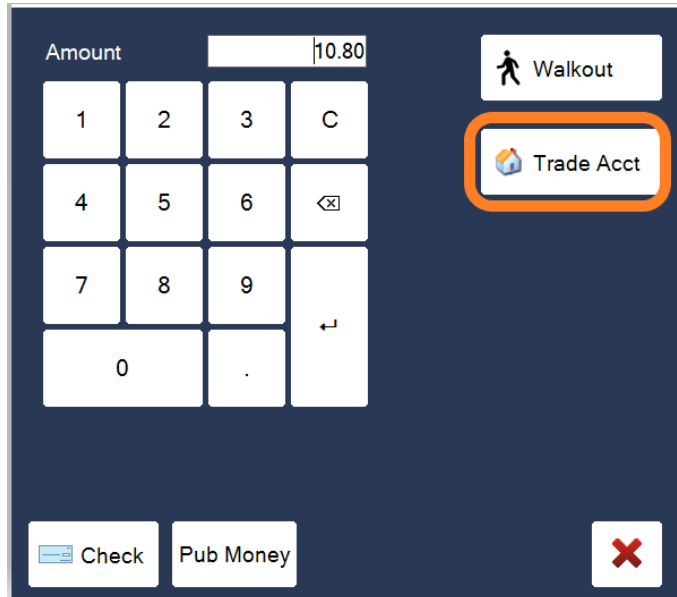 Amount 10.80
Walkout
1 2 3 C
Trade Acct
4 5 6
7 8 9
0 .
Check Pub Money